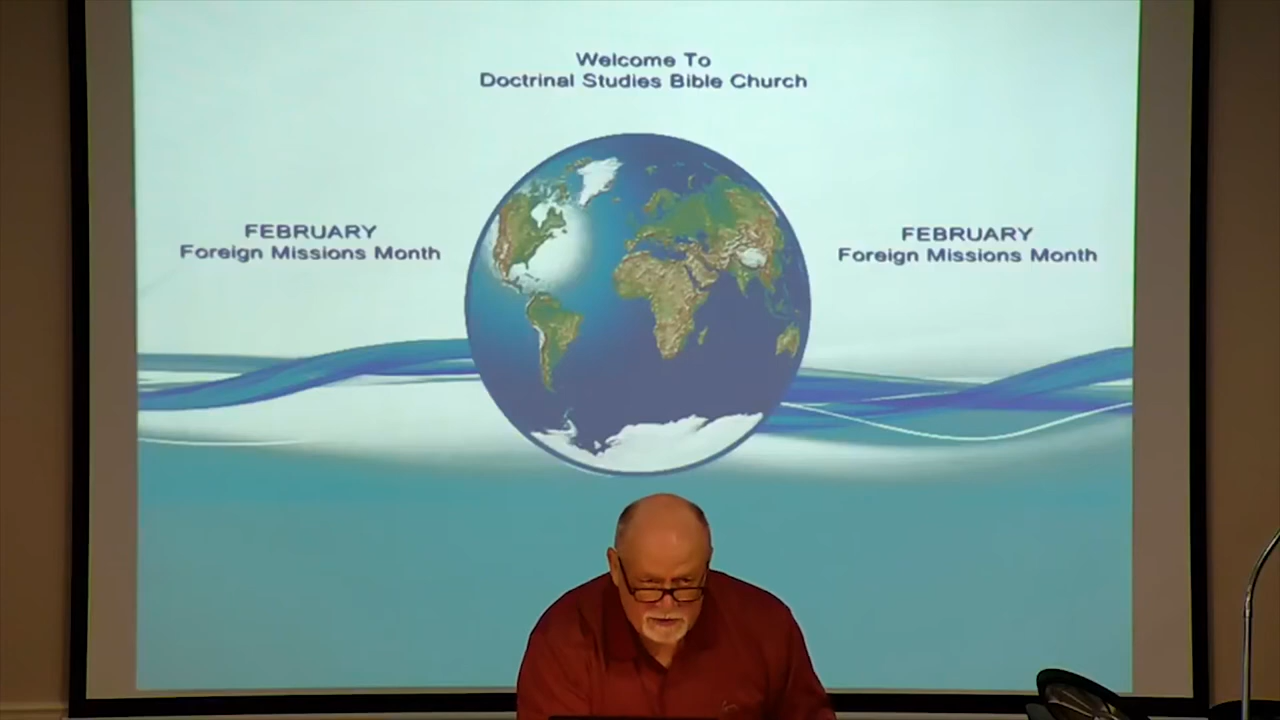 Welcome To
Doctrinal Studies Bible Church
FEBRUARY
Foreign Missions Month
FEBRUARY
Foreign Missions Month